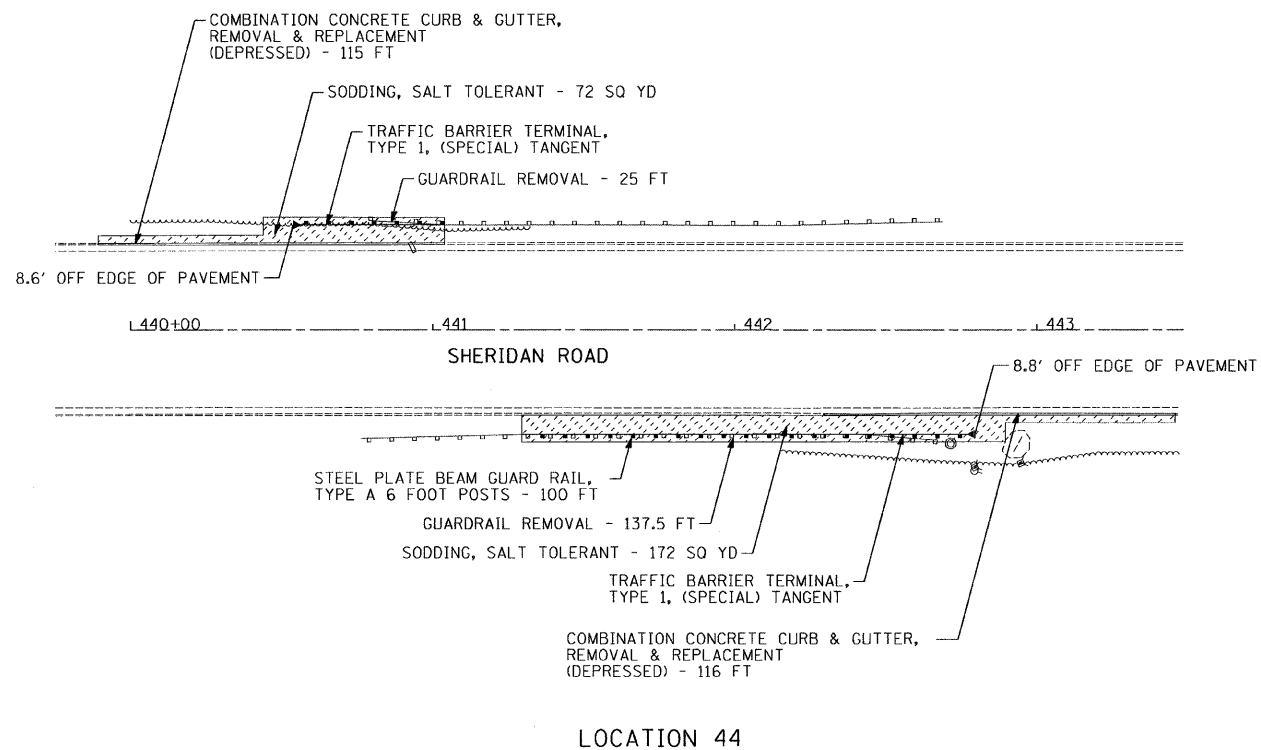 COMBINATION CONCRETE CURB & GUTTER,
REMOVAL & REPLACEMENT
(DEPRESSED) - 115 FT
SODDING, SALT TOLERANT - 72 SQ YD
TRAFFIC BARRIER TERMINAL,
TYPE 1, (SPECIAL) TANGENT
GUARDRAIL REMOVAL - 25 FT
8.6' OFF EDGE OF PAVEMENT
440+00
441
442
443
SHERIDAN ROAD
8.8' OFF EDGE OF PAVEMENT
STEEL PLATE BEAM GUARD RAIL,
TYPE A 6 FOOT POSTS - 100 FT
GUARDRAIL REMOVAL - 137.5 FT
SODDING, SALT TOLERANT - 172 SQ YD
TRAFFIC BARRIER TERMINAL,
TYPE 1, (SPECIAL) TANGENT
COMBINATION CONCRETE CURB & GUTTER,
REMOVAL & REPLACEMENT
(DEPRESSED) - 116 FT
LOCATION 44